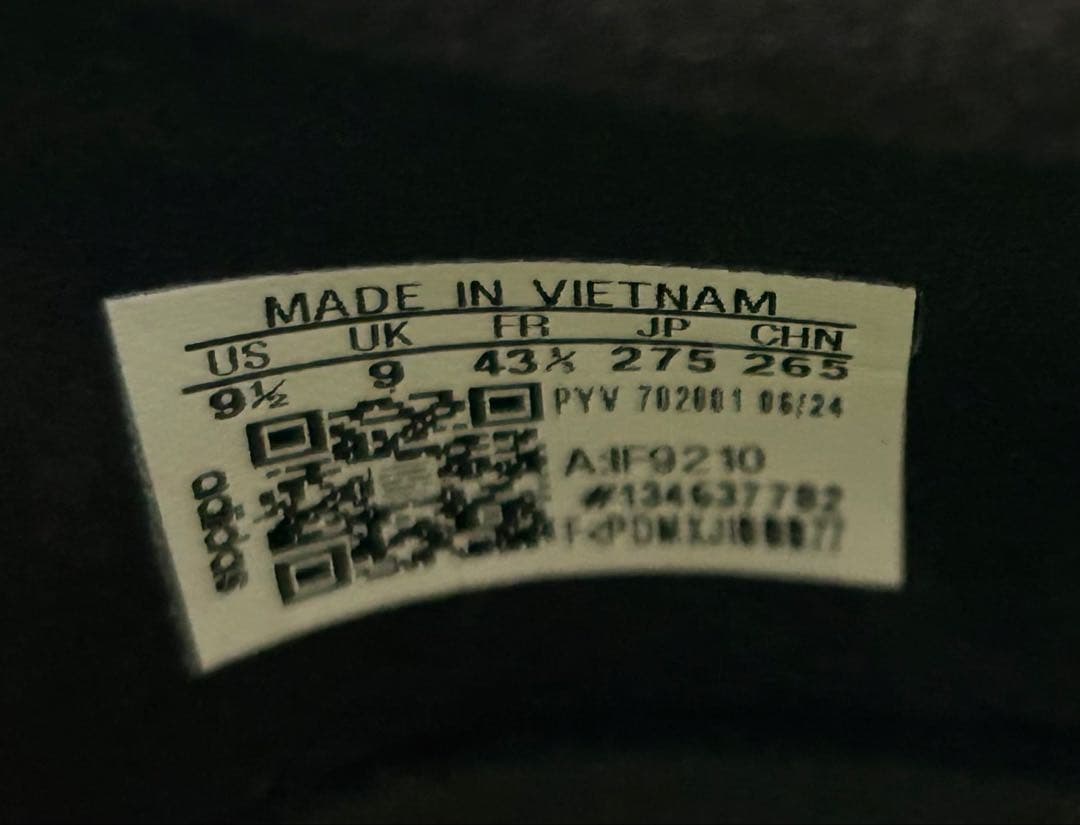 MADE IN VIETNAM
US UK FR JP CHN
9½ 9 43⅓ 275 265
PYV 702001 06/24
A:IF9210
#134637782
adidas